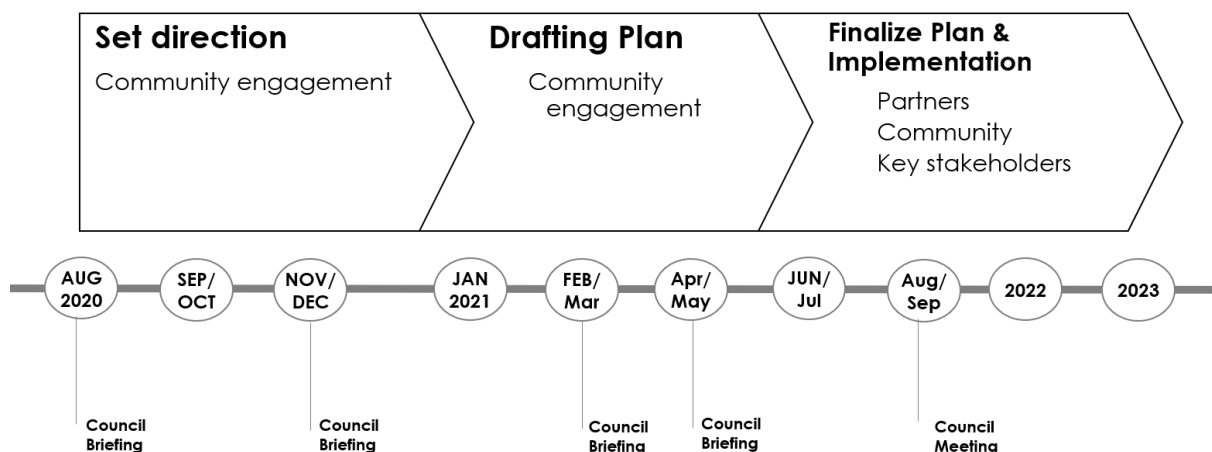 Set direction
Community engagement
Drafting Plan
Community
engagement
Finalize Plan &
Implementation
Partners
Community
Key stakeholders
AUG
2020
SEP/
OCT
NOV/
DEC
JAN
2021
FEB/
Mar
Apr/
May
JUN/
Jul
Aug/
Sep
2022
2023
Council
Briefing
Council
Briefing
Council
Briefing
Council
Briefing
Council
Meeting